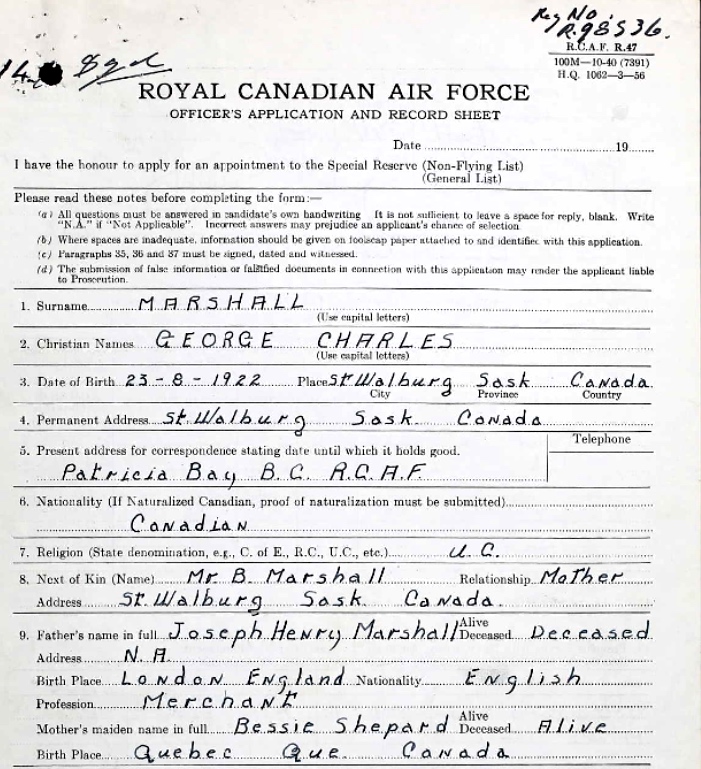 Reg No.
R.98536.
R.C.A.F. R.47
100M—10-40 (7391)
H.Q. 1062—3—56
14
ROYAL CANADIAN AIR FORCE
OFFICER'S APPLICATION AND RECORD SHEET
Date ........ 19......
I have the honour to apply for an appointment to the Special Reserve (Non-Flying List)
(General List)
Please read these notes before completing the form:—
(a) All questions must be answered in candidate's own handwriting It is not sufficient to leave a space for reply, blank. Write
"N.A." if "Not Applicable". Incorrect answers may prejudice an applicant's chance of selection.
(b) Where spaces are inadequate, information should be given on foolscap paper attached to and identified with this application.
(c) Paragraphs 35, 36 and 37 must be signed, dated and witnessed.
(d) The submission of false information or falsified documents in connection with this application may render the applicant liable
to Prosecution.
1. Surname MARSHALL
(Use capital letters)
2. Christian Names GEORGE CHARLES
(Use capital letters)
3. Date of Birth 23-8-1922 Place St Walburg Sask Canada
City Province Country
4. Permanent Address St. Walburg Sask. Canada
5. Present address for correspondence stating date until which it holds good. Telephone
Patricia Bay B.C. R.C.A.F.
6. Nationality (If Naturalized Canadian, proof of naturalization must be submitted)
Canadian
7. Religion (State denomination, e.g., C. of E., R.C., U.C., etc.) U.C.
8. Next of Kin (Name) Mr. B. Marshall Relationship Mother
Address St. Walburg Sask. Canada.
9. Father's name in full Joseph Henry Marshall Alive Deceased Deceased
Address N.A.
Birth Place London England Nationality English
Profession Merchant
Mother's maiden name in full Bessie Shepard Alive Deceased Alive
Birth Place Quebec Que. Canada